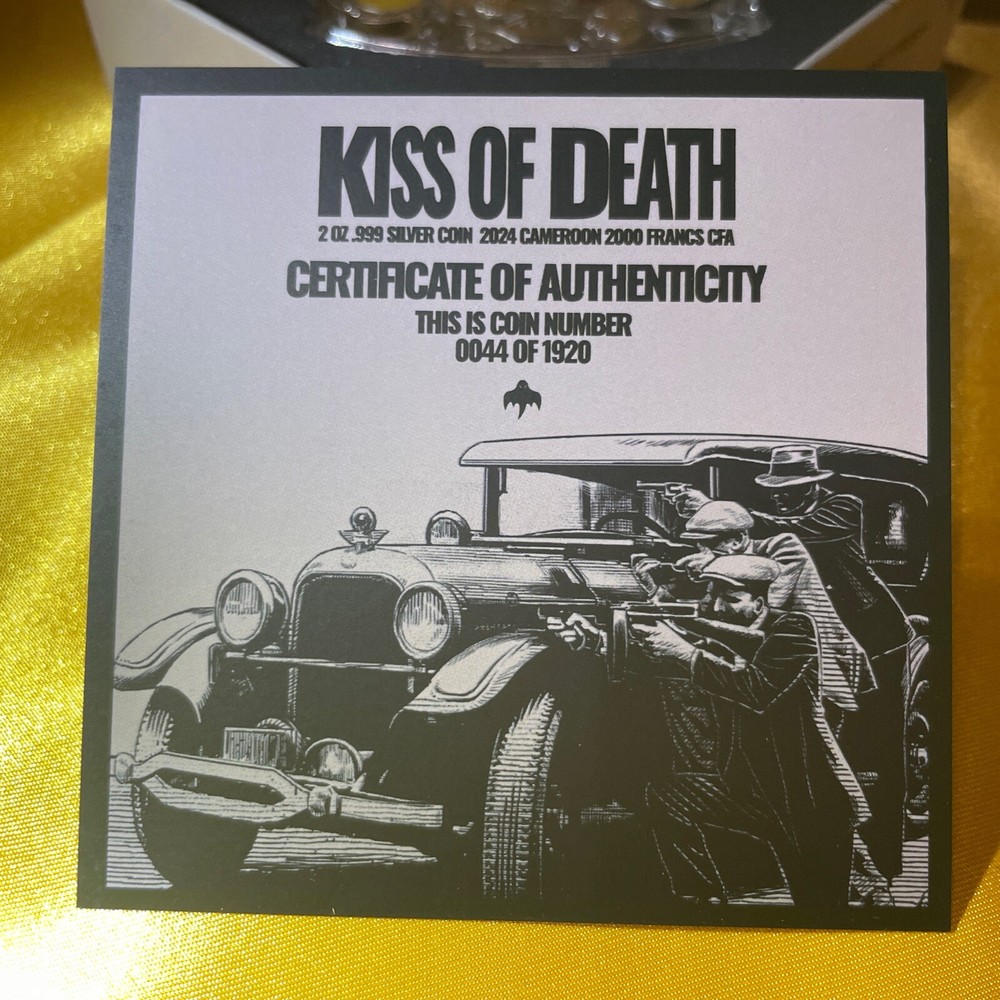 KISS OF DEATH
2 OZ .999 SILVER COIN 2024 CAMEROON 2000 FRANCS CFA
CERTIFICATE OF AUTHENTICITY
THIS IS COIN NUMBER
0044 OF 1920